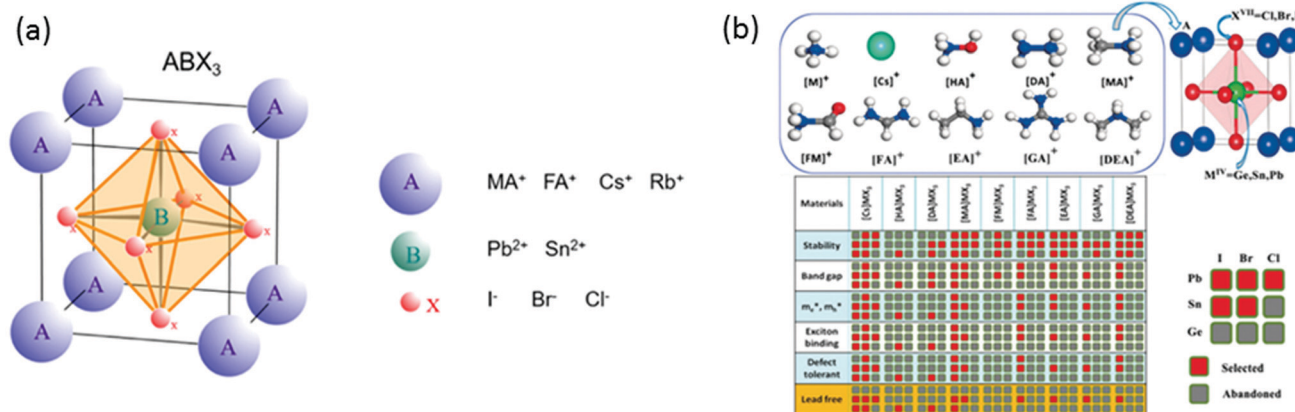 (a)
ABX₃
A A
A A
X
X
X B X
X
A A
X
A A
A MA⁺ FA⁺ Cs⁺ Rb⁺
B Pb²⁺ Sn²⁺
X I⁻ Br⁻ Cl⁻
(b)
A
Xⱽᴵᴵ=Cl,Br,
[M]⁺ [Cs]⁺ [HA]⁺ [DA]⁺ [MA]⁺
[FM]⁺ [FA]⁺ [EA]⁺ [GA]⁺ [DEA]⁺
Mᴵⱽ=Ge,Sn,Pb
Materials [Cs]MX₃ [HA]MX₃ [DA]MX₃ [MA]MX₃ [FM]MX₃ [FA]MX₃ [EA]MX₃ [GA]MX₃ [DEA]MX₃
Stability
Band gap
mₑ*, mₕ*
Exciton
binding
Defect
tolerant
Lead free
I Br Cl
Pb
Sn
Ge
Selected
Abandoned